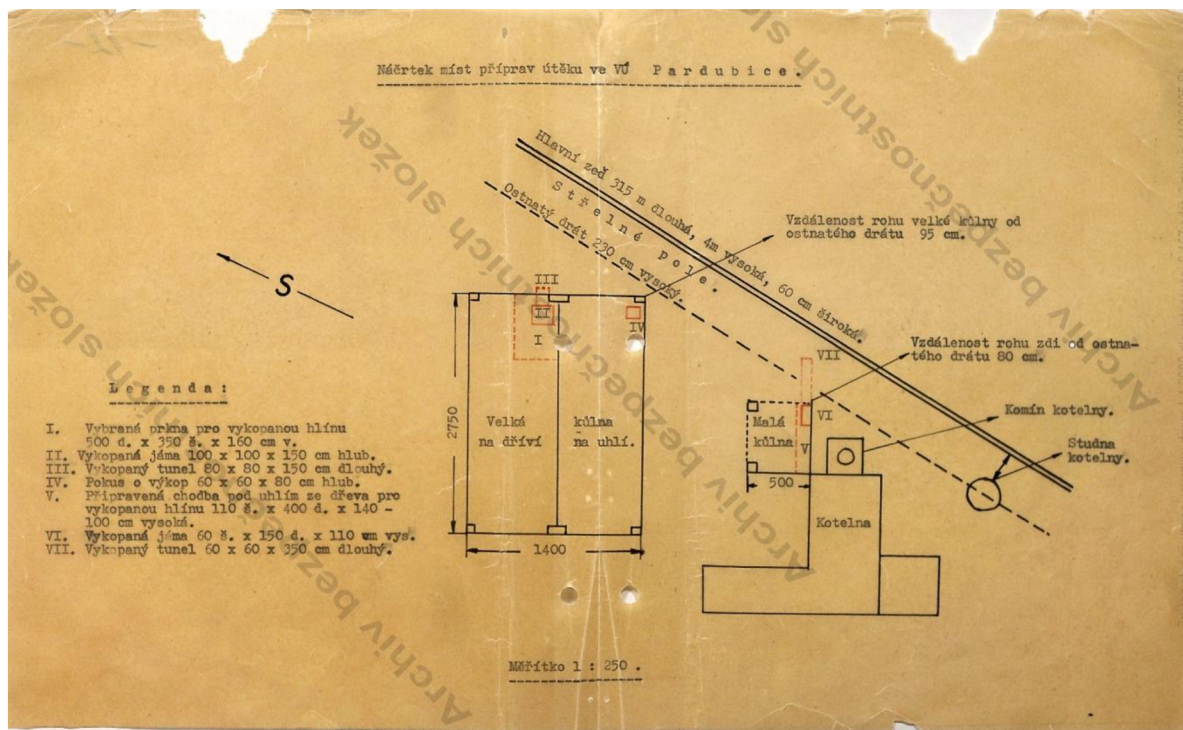 Náčrtek míst příprav útěku ve VÚ Pardubice.
Hlavní zeď 315 m dlouhá, 4m vysoká, 60 cm široká.
Střelné pole.
Ostnatý drát 230 cm vysoký.
Vzdálenost rohu velké kůlny od
ostnatého drátu 95 cm.
S
III
II
I
IV
VII
Vzdálenost rohu zdi od ostna-
tého drátu 80 cm.
Legenda:
I. Vybraná prkna pro vykopanou hlínu
500 d. x 350 š. x 160 cm v.
II. Vykopaná jáma 100 x 100 x 150 cm hlub.
III. Vykopaný tunel 80 x 80 x 150 cm dlouhý.
IV. Pokus o výkop 60 x 60 x 80 cm hlub.
V. Připravená chodba pod uhlím ze dřeva pro
vykopanou hlínu 110 š. x 400 d. x 140 -
100 cm vysoká.
VI. Vykopaná jáma 60 š. x 150 d. x 110 cm vys.
VII. Vykopaný tunel 60 x 60 x 350 cm dlouhý.
2750
Velká kůlna
na dříví na uhlí.
1400
Malá
kůlna
VI
V
500
Komín kotelny.
Studna
kotelny.
Kotelna
Měřítko 1 : 250 .
Archiv bezpečnostních složek
Archiv bezpečnostních složek
Archiv bezpečnostních složek